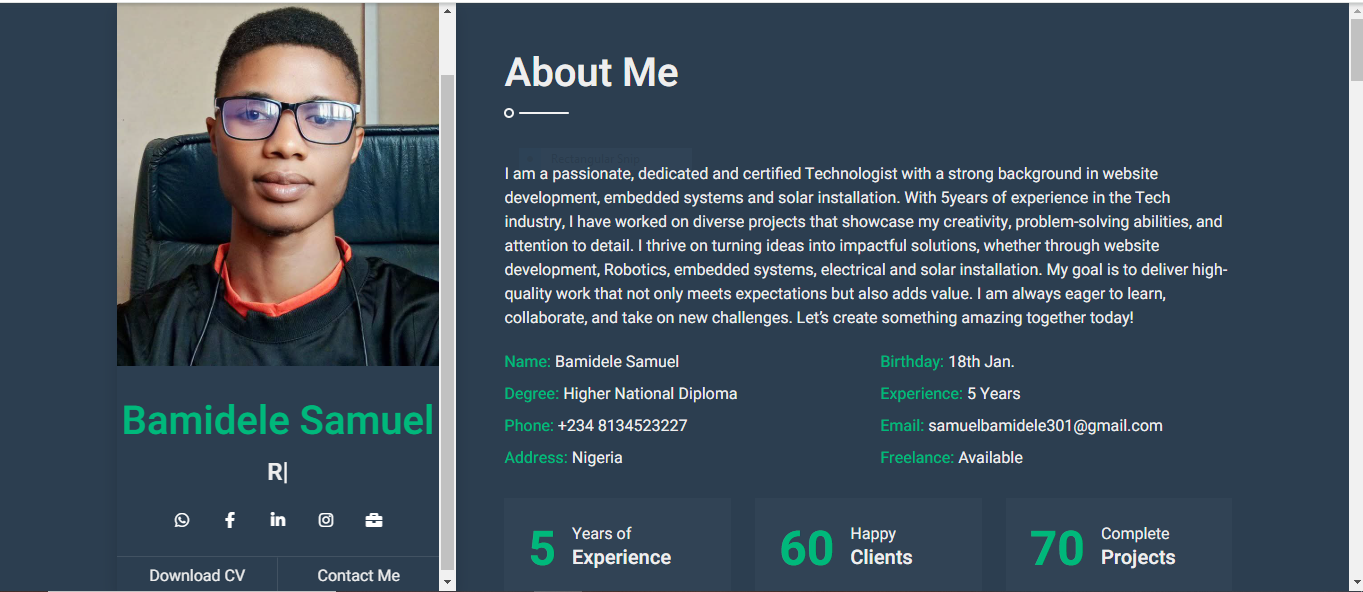 About Me
I am a passionate, dedicated and certified Technologist with a strong background in website
development, embedded systems and solar installation. With 5years of experience in the Tech
industry, I have worked on diverse projects that showcase my creativity, problem-solving abilities, and
attention to detail. I thrive on turning ideas into impactful solutions, whether through website
development, Robotics, embedded systems, electrical and solar installation. My goal is to deliver high-
quality work that not only meets expectations but also adds value. I am always eager to learn,
collaborate, and take on new challenges. Let’s create something amazing together today!
Name: Bamidele Samuel
Birthday: 18th Jan.
Degree: Higher National Diploma
Experience: 5 Years
Phone: +234 8134523227
Email: samuelbamidele301@gmail.com
Address: Nigeria
Freelance: Available
5 Years of
Experience
60 Happy
Clients
70 Complete
Projects
Bamidele Samuel
R|
Download CV
Contact Me